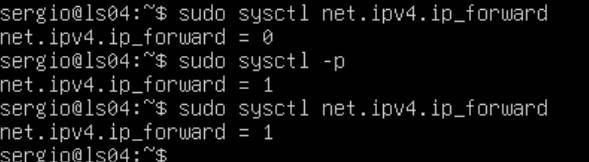 sergio@ls04:~$ sudo sysctl net.ipv4.ip_forward
net.ipv4.ip_forward = 0
sergio@ls04:~$ sudo sysctl -p
net.ipv4.ip_forward = 1
sergio@ls04:~$ sudo sysctl net.ipv4.ip_forward
net.ipv4.ip_forward = 1
sergio@ls04:~$